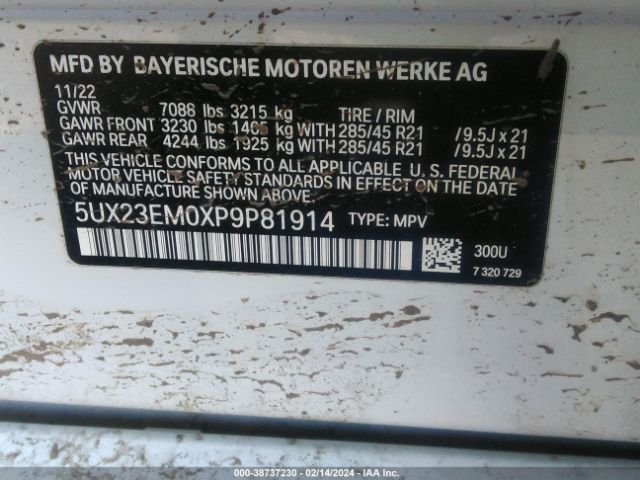 MFD BY BAYERISCHE MOTOREN WERKE AG
11/22
GVWR 7088 lbs 3215 kg TIRE / RIM
GAWR FRONT 3230 lbs kg WITH 285/45 R21 /9.5J x 21
GAWR REAR 4244 lbs 1925 kg WITH 285/45 R21 /9.5J x 21
THIS VEHICLE CONFORMS TO ALL APPLICABLE U. S. FEDERAL
MOTOR VEHICLE SAFETY STANDARDS IN EFFECT ON THE DATE
OF MANUFACTURE SHOWN ABOVE.
5UX23EM0XP9P81914 TYPE: MPV
300U
7 320 729
000-38737230 - 02/14/2024 - IAA Inc.